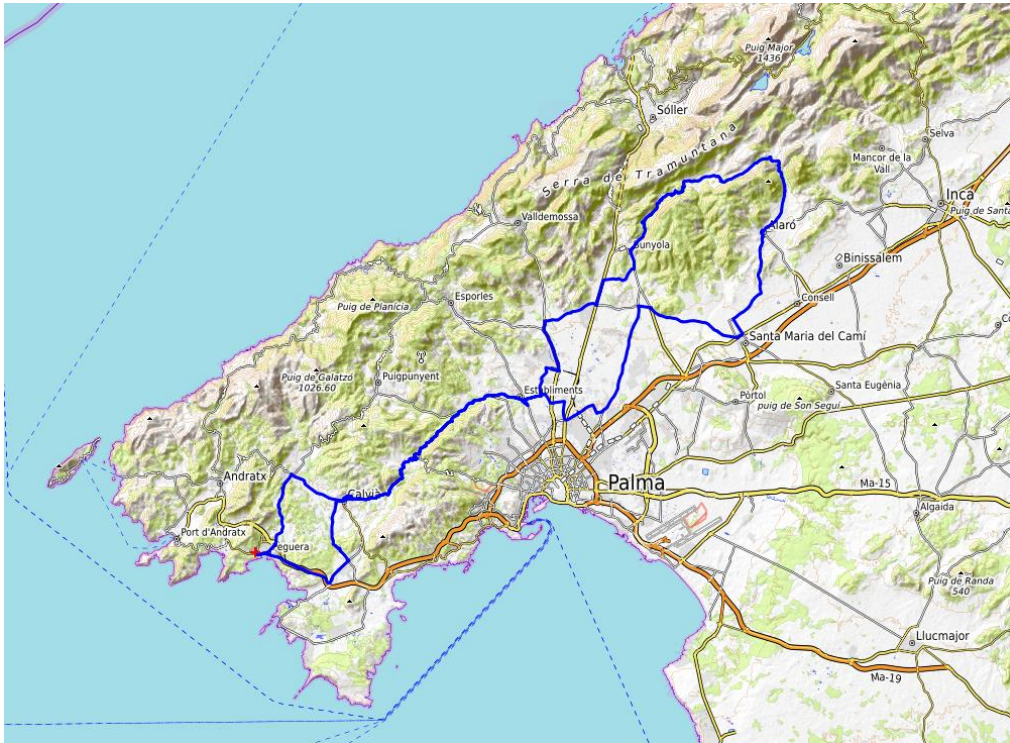 Puig Major
1436
Sóller
Selva
Serra de Tramuntana
Mancor de la
Vall
Inca
Puig de Santa
Valldemossa
Alaró
Bunyola
Binissalem
Puig de Planícia
Esporles
Consell
Santa Maria del Camí
Puig de Galatzó
1026.60
Puigpunyent
Establiments
Santa Eugènia
Pòrtol
puig de Son Seguí
Andratx
Calvià
Palma
Ma-15
Algaida
Port d'Andratx
eguera
Puig de Randa
540
Llucmajor
Ma-19